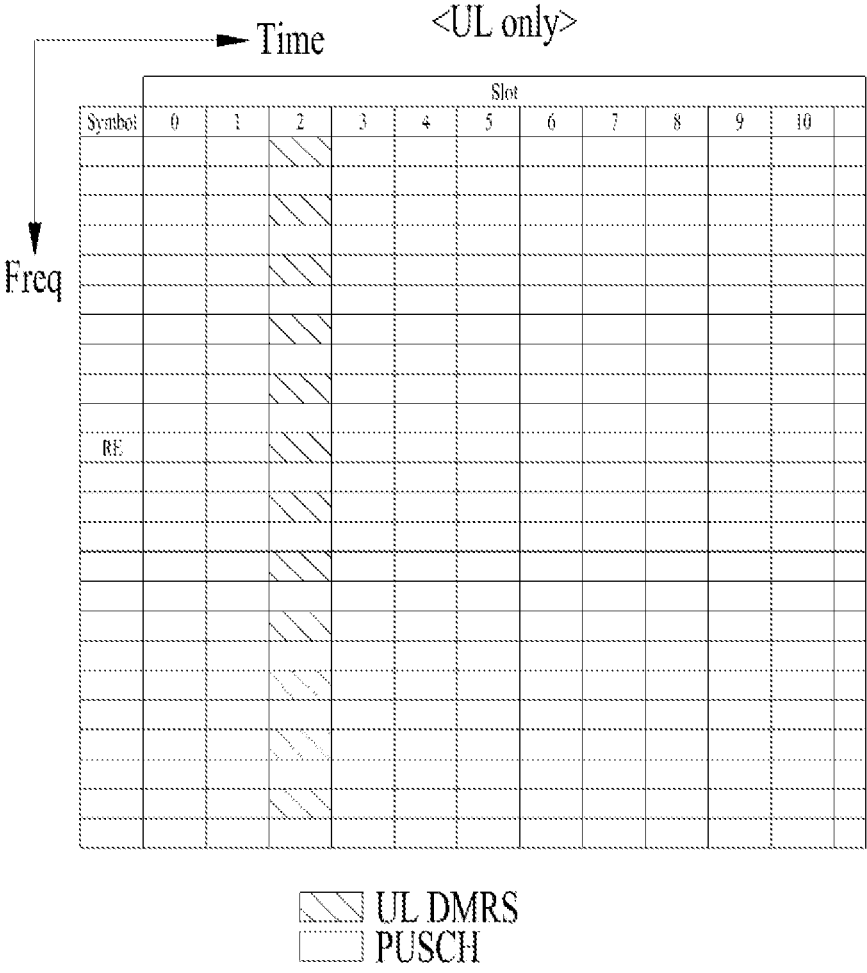 <UL only>
Time
Slot
Symbol 0 1 2 3 4 5 6 7 8 9 10
Freq
RE
UL DMRS
PUSCH